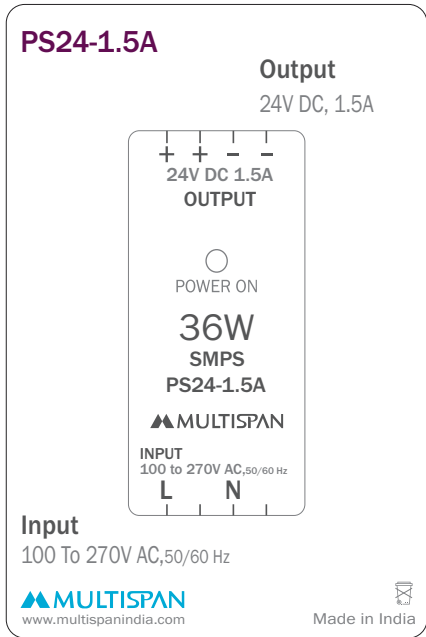 PS24-1.5A
Output
24V DC, 1.5A
+ + – –
24V DC 1.5A
OUTPUT
POWER ON
36W
SMPS
PS24-1.5A
MULTISPAN
INPUT
100 to 270V AC,50/60 Hz
L N
Input
100 To 270V AC,50/60 Hz
MULTISPAN
www.multispanindia.com
Made in India